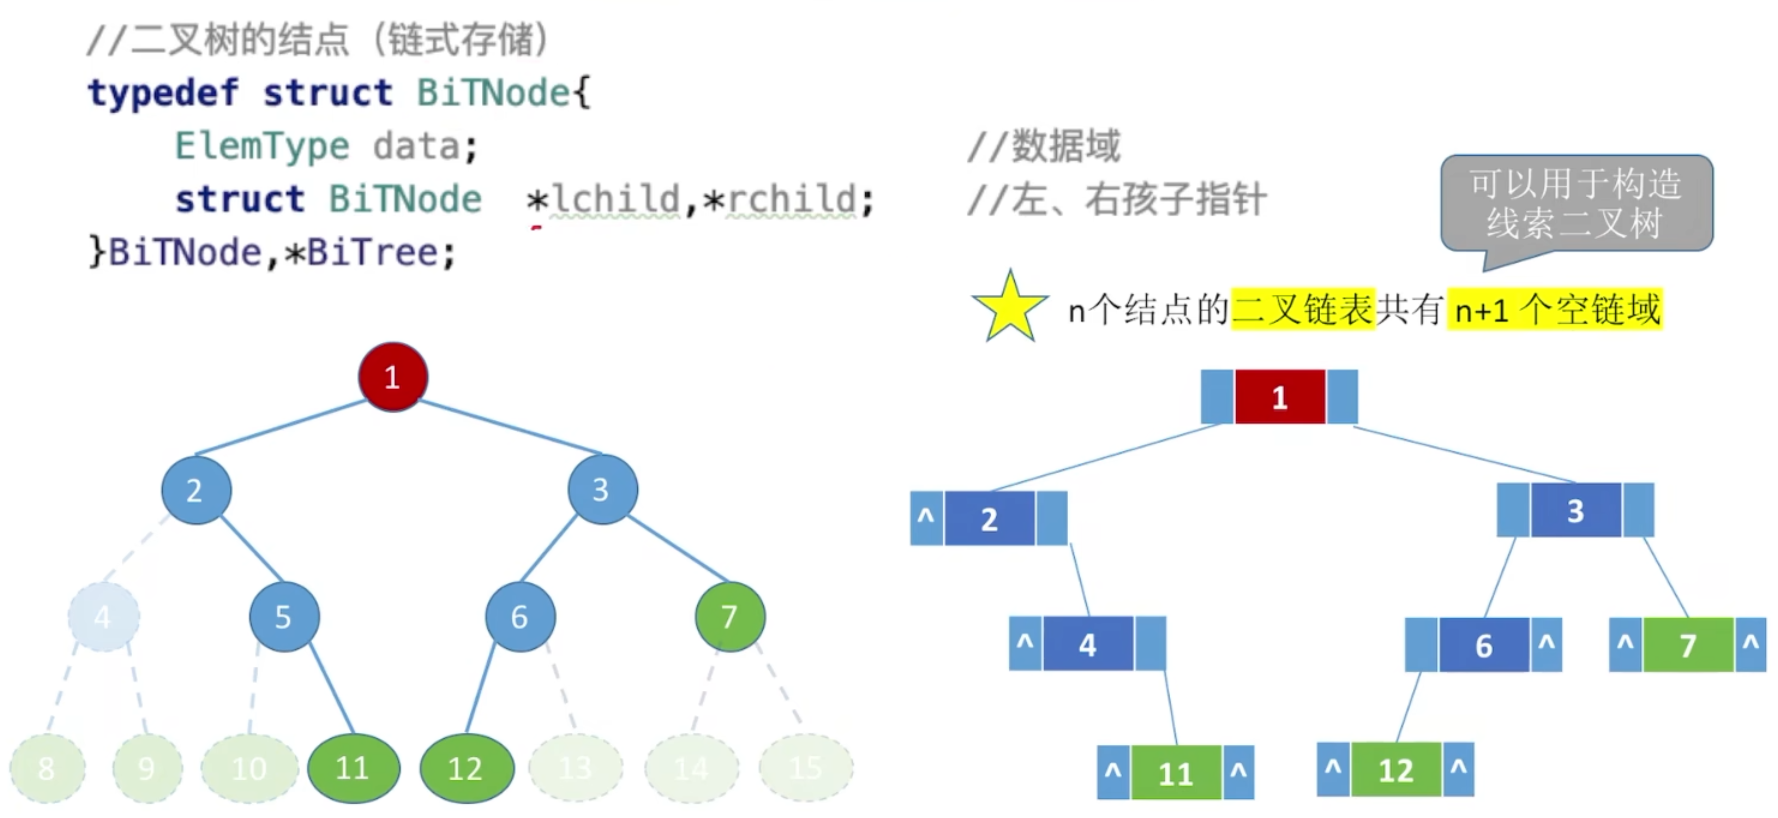 //二叉树的结点（链式存储）
typedef struct BiTNode{
ElemType data; //数据域
struct BiTNode *lchild,*rchild; //左、右孩子指针
}BiTNode,*BiTree;
可以用于构造
线索二叉树
n个结点的二叉链表共有 n+1 个空链域
1
2 3
4 5 6 7
8 9 10 11 12 13 14 15
1
^ 2 3
^ 4 6 ^ ^ 7 ^
^ 11 ^ ^ 12 ^